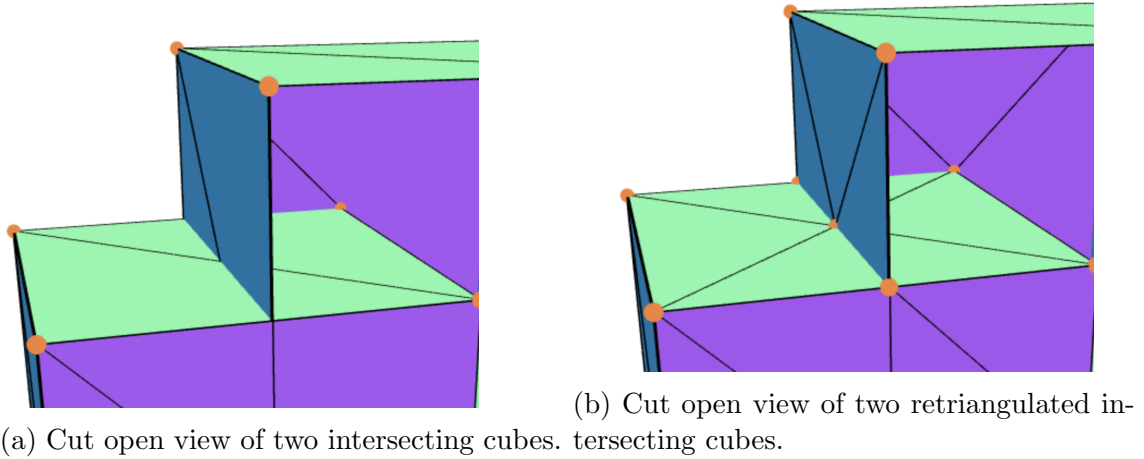 (a) Cut open view of two intersecting cubes.
(b) Cut open view of two retriangulated in-
tersecting cubes.